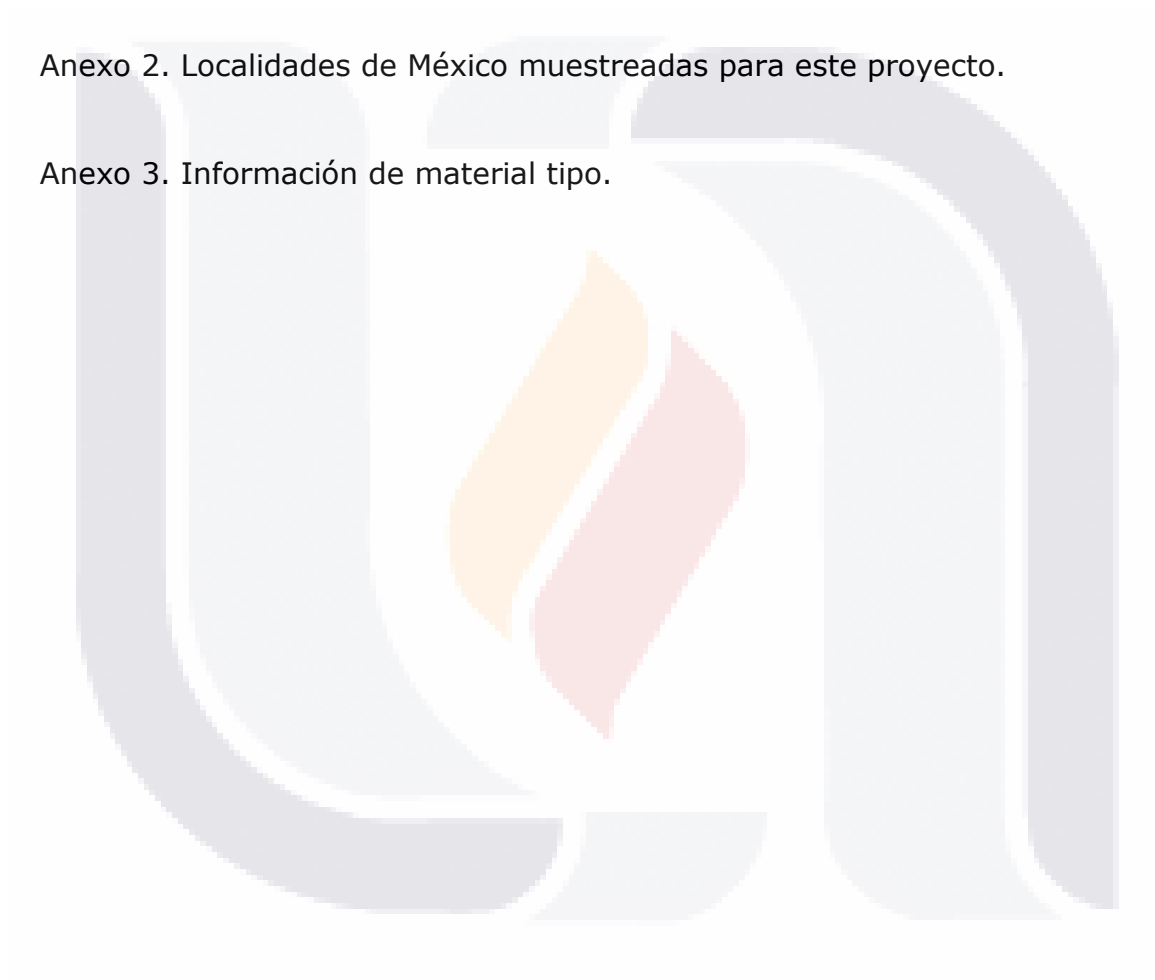 Anexo 2. Localidades de México muestreadas para este proyecto.
Anexo 3. Información de material tipo.